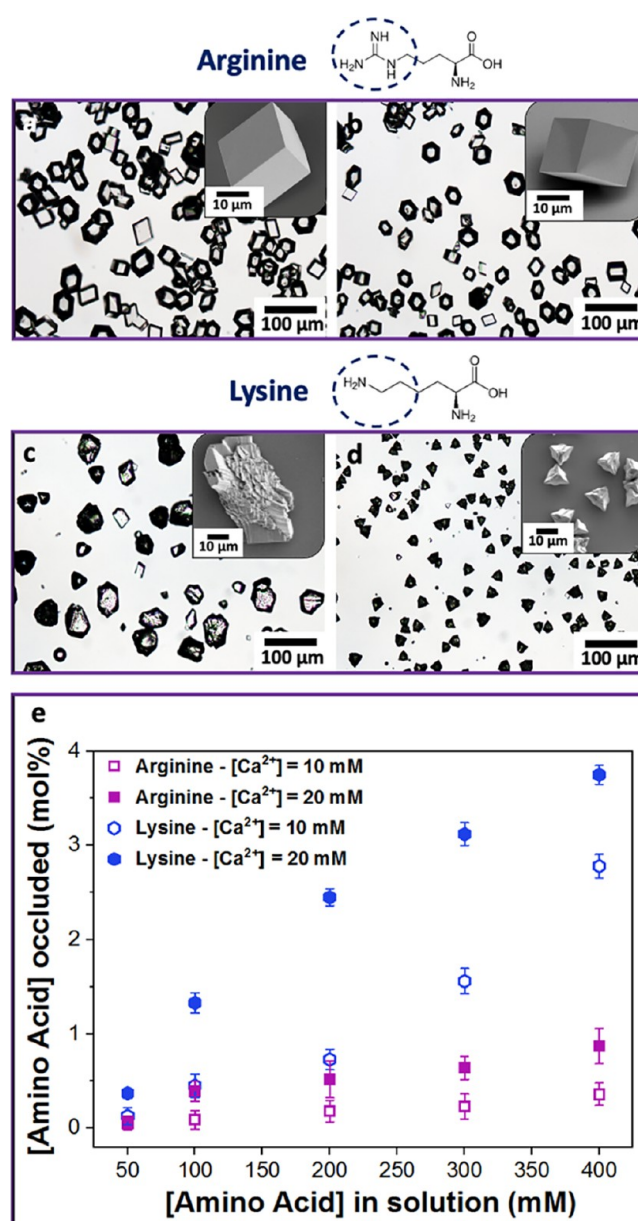 Arginine
NH
H₂N
N
H
O
OH
NH₂
b
10 µm
10 µm
100 µm
100 µm
Lysine
H₂N
O
OH
NH₂
c
d
10 µm
10 µm
100 µm
100 µm
e
[Amino Acid] occluded (mol%)
4
3
2
1
0
Arginine - [Ca²⁺] = 10 mM
Arginine - [Ca²⁺] = 20 mM
Lysine - [Ca²⁺] = 10 mM
Lysine - [Ca²⁺] = 20 mM
50 100 150 200 250 300 350 400
[Amino Acid] in solution (mM)